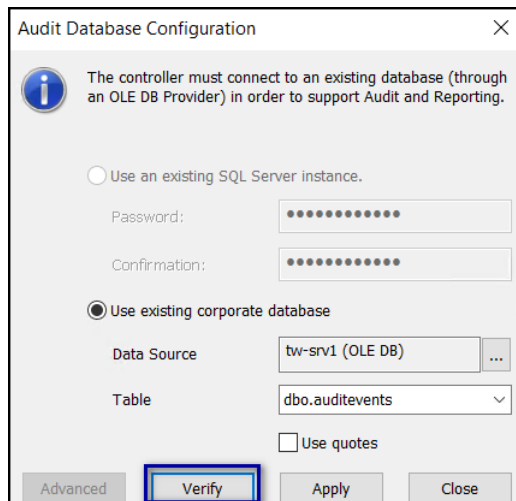 Audit Database Configuration
The controller must connect to an existing database (through
an OLE DB Provider) in order to support Audit and Reporting.
Use an existing SQL Server instance.
Password: ●●●●●●●●●●●●
Confirmation: ●●●●●●●●●●●●
Use existing corporate database
Data Source tw-srv1 (OLE DB) ...
Table dbo.auditevents
Use quotes
Advanced Verify Apply Close